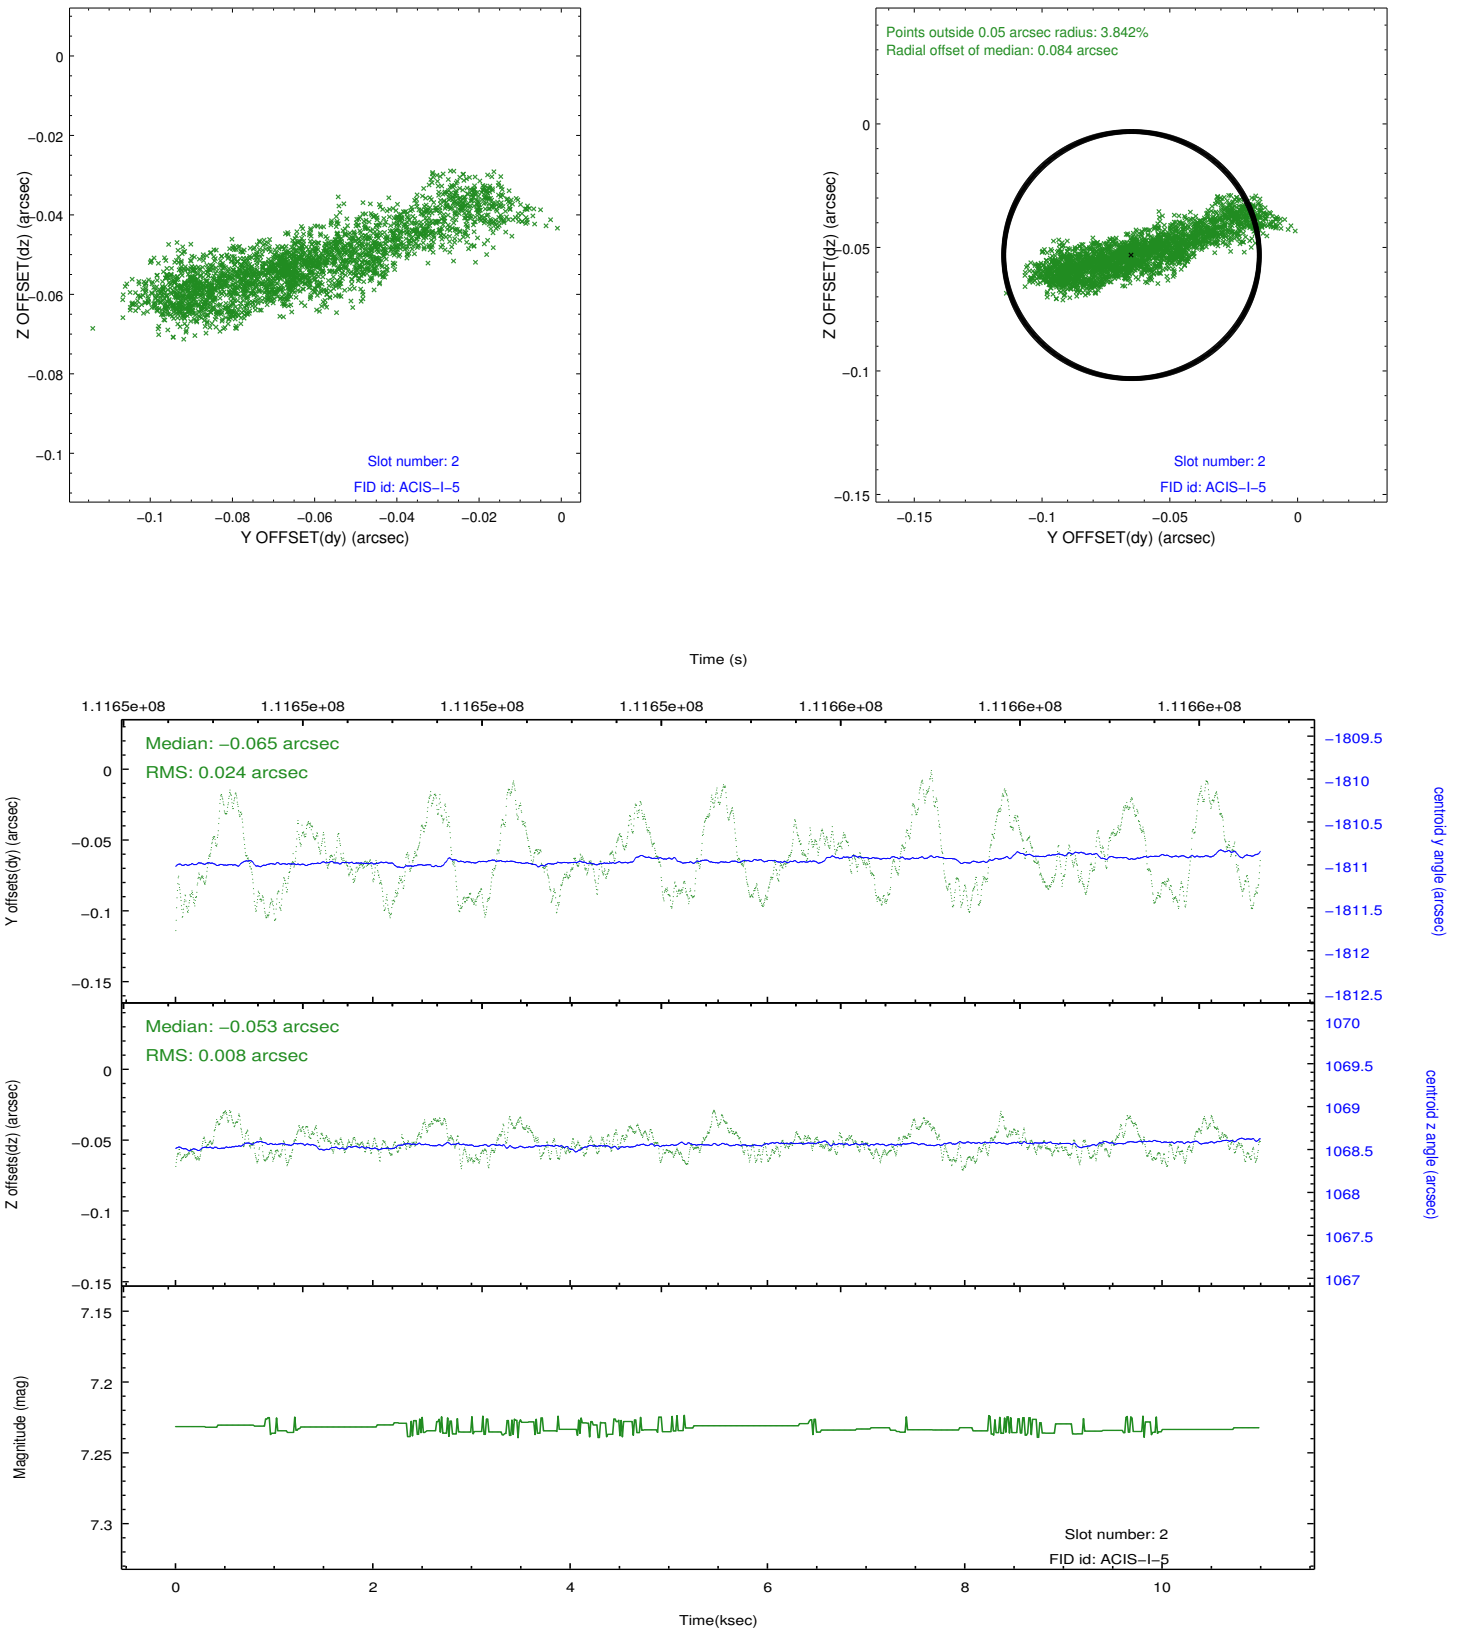 0
−0.02
−0.04
−0.06
−0.08
−0.1
Z OFFSET(dz) (arcsec)
Slot number: 2
FID id: ACIS−I−5
−0.1 −0.08 −0.06 −0.04 −0.02 0
Y OFFSET(dy) (arcsec)
Points outside 0.05 arcsec radius: 3.842%
Radial offset of median: 0.084 arcsec
0
−0.05
−0.1
−0.15
Z OFFSET(dz) (arcsec)
Slot number: 2
FID id: ACIS−I−5
−0.15 −0.1 −0.05 0
Y OFFSET(dy) (arcsec)
Time (s)
1.1165e+08 1.1165e+08 1.1165e+08 1.1165e+08 1.1166e+08 1.1166e+08 1.1166e+08
Median: −0.065 arcsec
RMS: 0.024 arcsec
0
−0.05
−0.1
−0.15
Y offsets(dy) (arcsec)
−1809.5
−1810
−1810.5
−1811
−1811.5
−1812
−1812.5
centroid y angle (arcsec)
Median: −0.053 arcsec
RMS: 0.008 arcsec
0
−0.05
−0.1
−0.15
Z offsets(dz) (arcsec)
1070
1069.5
1069
1068.5
1068
1067.5
1067
centroid z angle (arcsec)
7.15
7.2
7.25
7.3
Magnitude (mag)
Slot number: 2
FID id: ACIS−I−5
0 2 4 6 8 10
Time(ksec)